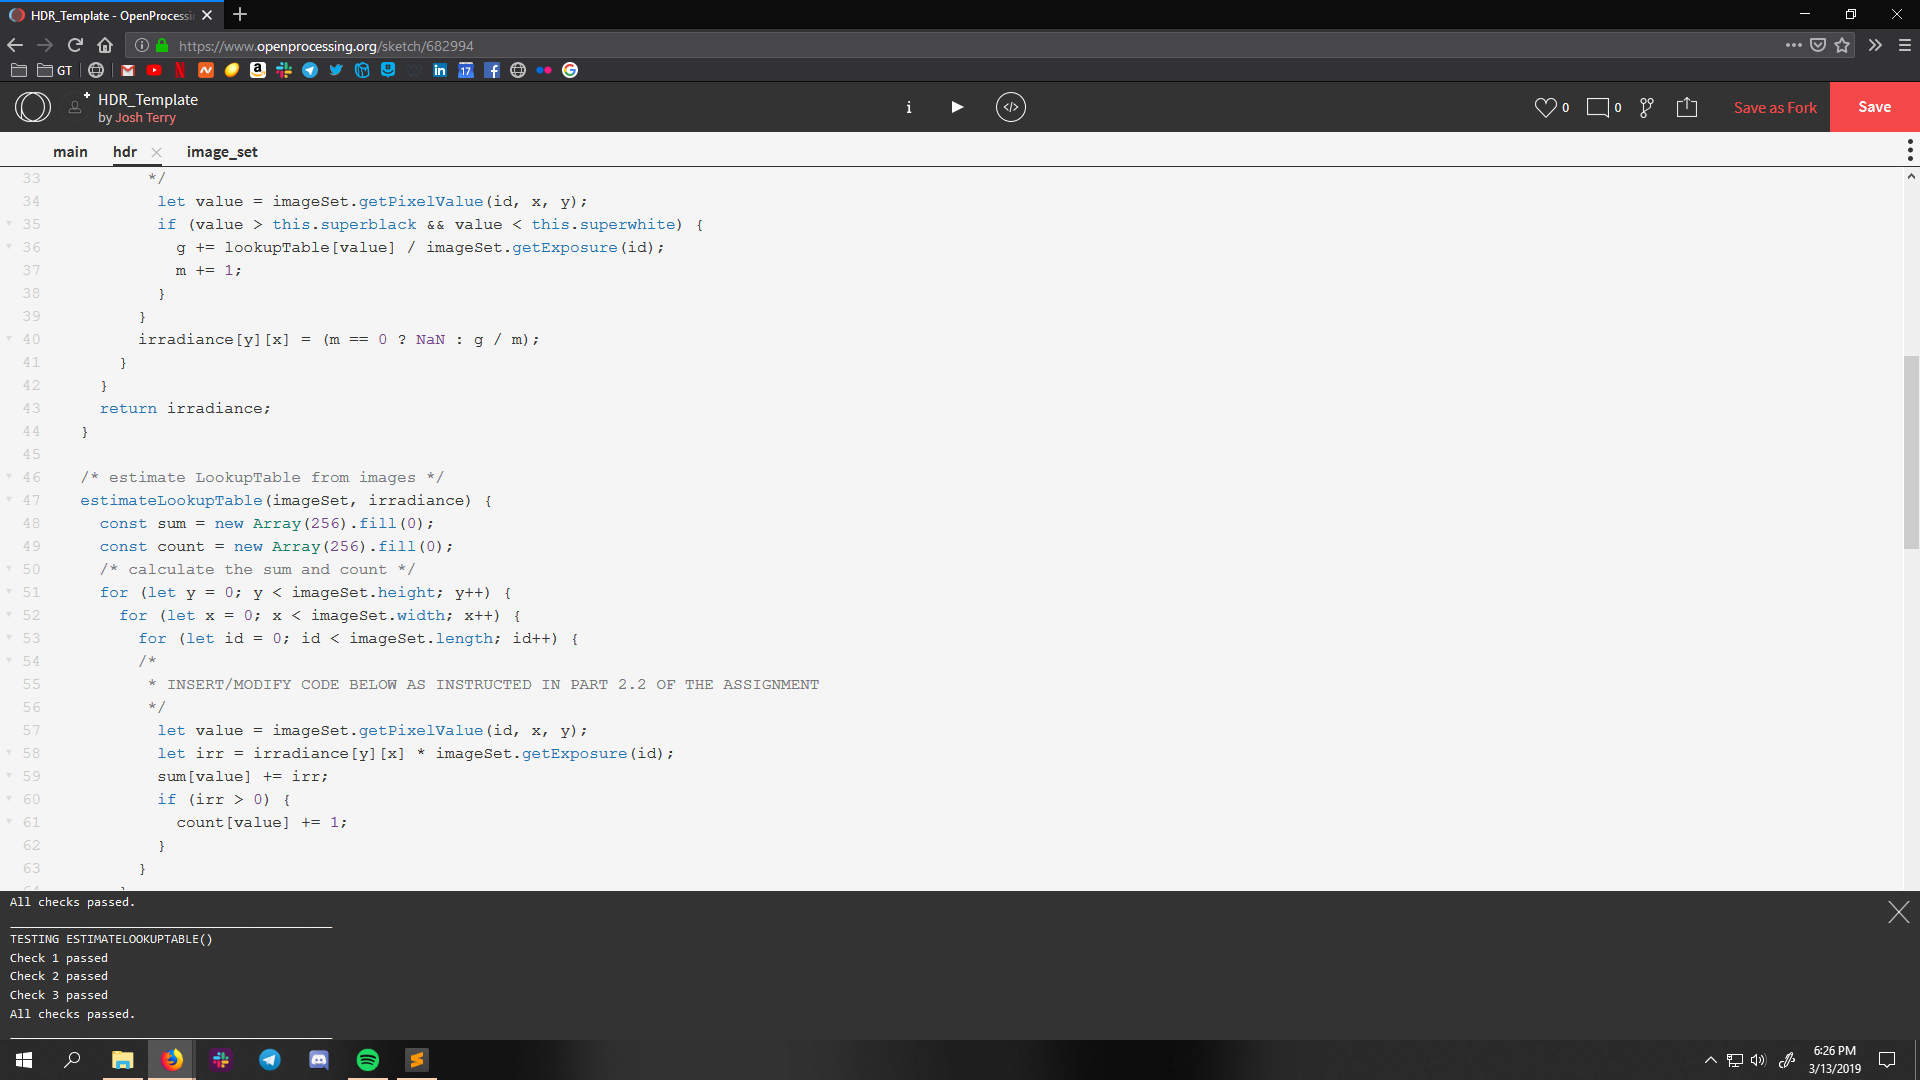 HDR_Template - OpenProcessin
https://www.openprocessing.org/sketch/682994
GT
17
HDR_Template
by Josh Terry
0
0
Save as Fork
Save
main
hdr
image_set
33 */
34 let value = imageSet.getPixelValue(id, x, y);
35 if (value > this.superblack && value < this.superwhite) {
36 g += lookupTable[value] / imageSet.getExposure(id);
37 m += 1;
38 }
39 }
40 irradiance[y][x] = (m == 0 ? NaN : g / m);
41 }
42 }
43 return irradiance;
44 }
45
46 /* estimate LookupTable from images */
47 estimateLookupTable(imageSet, irradiance) {
48 const sum = new Array(256).fill(0);
49 const count = new Array(256).fill(0);
50 /* calculate the sum and count */
51 for (let y = 0; y < imageSet.height; y++) {
52 for (let x = 0; x < imageSet.width; x++) {
53 for (let id = 0; id < imageSet.length; id++) {
54 /*
55 * INSERT/MODIFY CODE BELOW AS INSTRUCTED IN PART 2.2 OF THE ASSIGNMENT
56 */
57 let value = imageSet.getPixelValue(id, x, y);
58 let irr = irradiance[y][x] * imageSet.getExposure(id);
59 sum[value] += irr;
60 if (irr > 0) {
61 count[value] += 1;
62 }
63 }
All checks passed.
TESTING ESTIMATELOOKUPTABLE()
Check 1 passed
Check 2 passed
Check 3 passed
All checks passed.
6:26 PM
3/13/2019